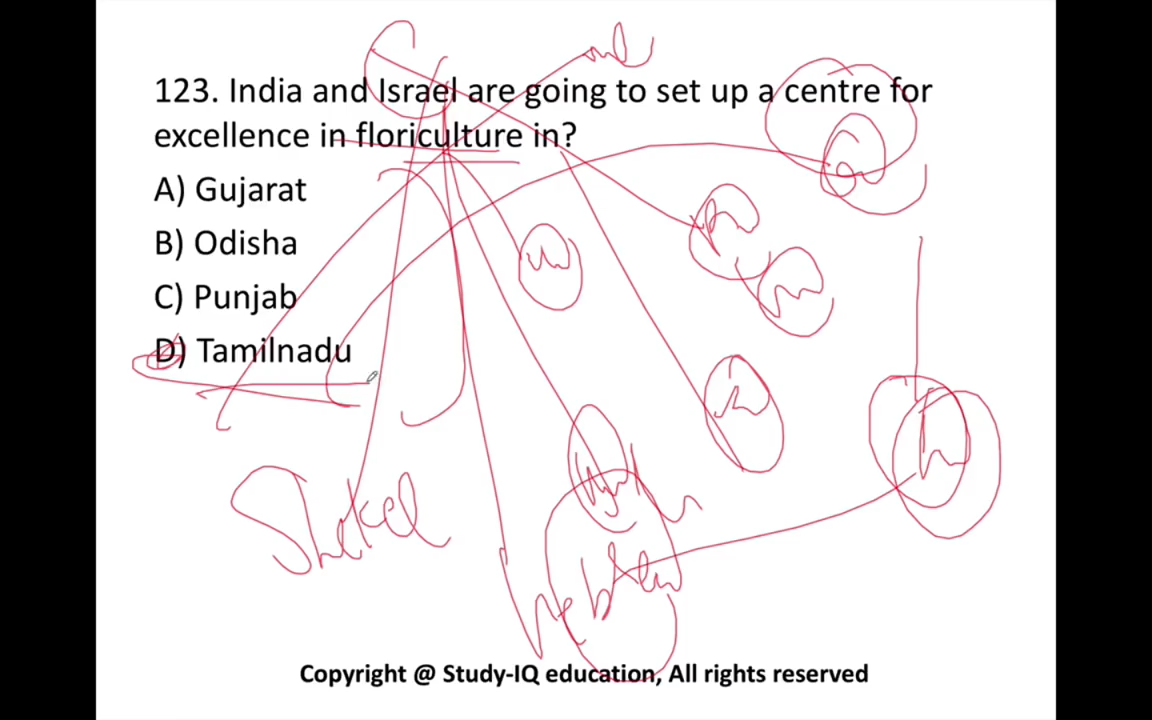 123. India and Israel are going to set up a centre for
excellence in floriculture in?
A) Gujarat
B) Odisha
C) Punjab
D) Tamilnadu
Shekel
Hebrew
Copyright @ Study-IQ education, All rights reserved